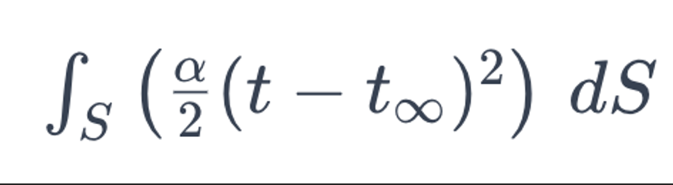 ∫_S (α/2 (t − t_∞)²) dS